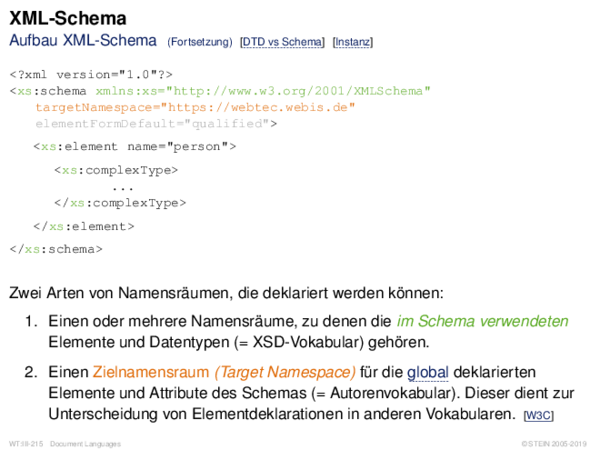 XML-Schema
Aufbau XML-Schema (Fortsetzung) [DTD vs Schema] [Instanz]
<?xml version="1.0"?>
<xs:schema xmlns:xs="http://www.w3.org/2001/XMLSchema"
targetNamespace="https://webtec.webis.de"
elementFormDefault="qualified">
<xs:element name="person">
<xs:complexType>
...
</xs:complexType>
</xs:element>
</xs:schema>
Zwei Arten von Namensräumen, die deklariert werden können:
1. Einen oder mehrere Namensräume, zu denen die im Schema verwendeten
Elemente und Datentypen (= XSD-Vokabular) gehören.
2. Einen Zielnamensraum (Target Namespace) für die global deklarierten
Elemente und Attribute des Schemas (= Autorenvokabular). Dieser dient zur
Unterscheidung von Elementdeklarationen in anderen Vokabularen. [W3C]
WT:III-215 Document Languages © STEIN 2005-2019